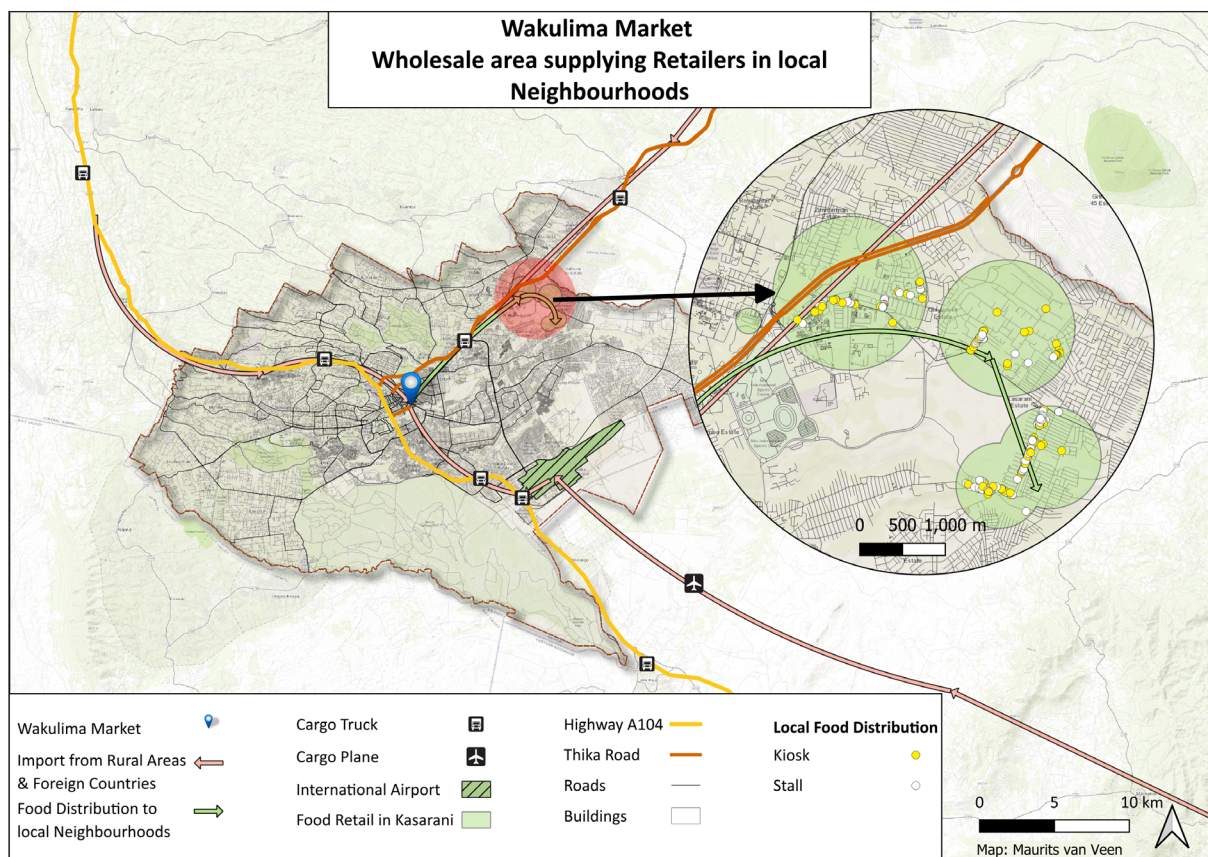 Wakulima Market
Wholesale area supplying Retailers in local
Neighbourhoods
0 500 1,000 m
Estate
Wakulima Market
Import from Rural Areas
& Foreign Countries
Food Distribution to
local Neighbourhoods
Cargo Truck
Cargo Plane
International Airport
Food Retail in Kasarani
Highway A104
Thika Road
Roads
Buildings
Local Food Distribution
Kiosk
Stall
0 5 10 km
Map: Maurits van Veen